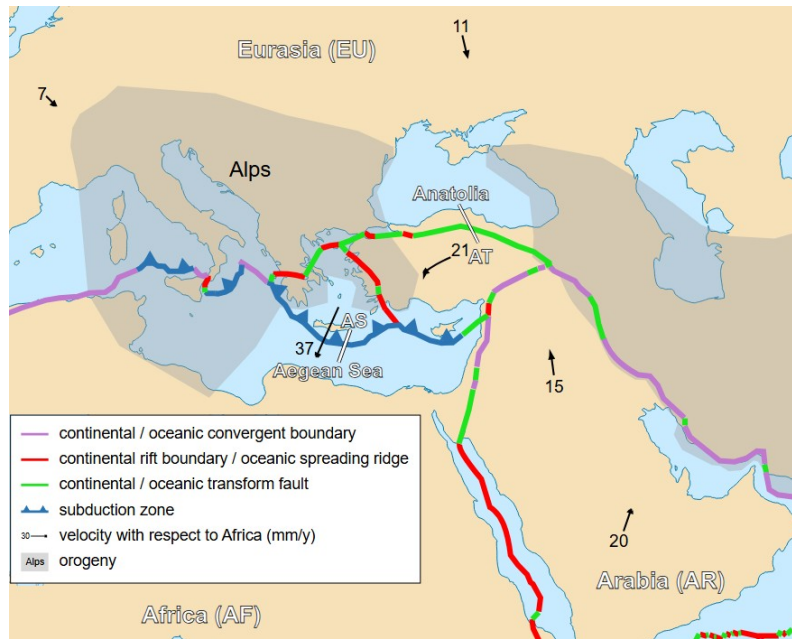 11
Eurasia (EU)
7
Alps
Anatolia
21
AT
37
AS
Aegean Sea
15
continental / oceanic convergent boundary
continental rift boundary / oceanic spreading ridge
continental / oceanic transform fault
subduction zone
30 velocity with respect to Africa (mm/y)
Alps orogeny
20
Arabia (AR)
Africa (AF)